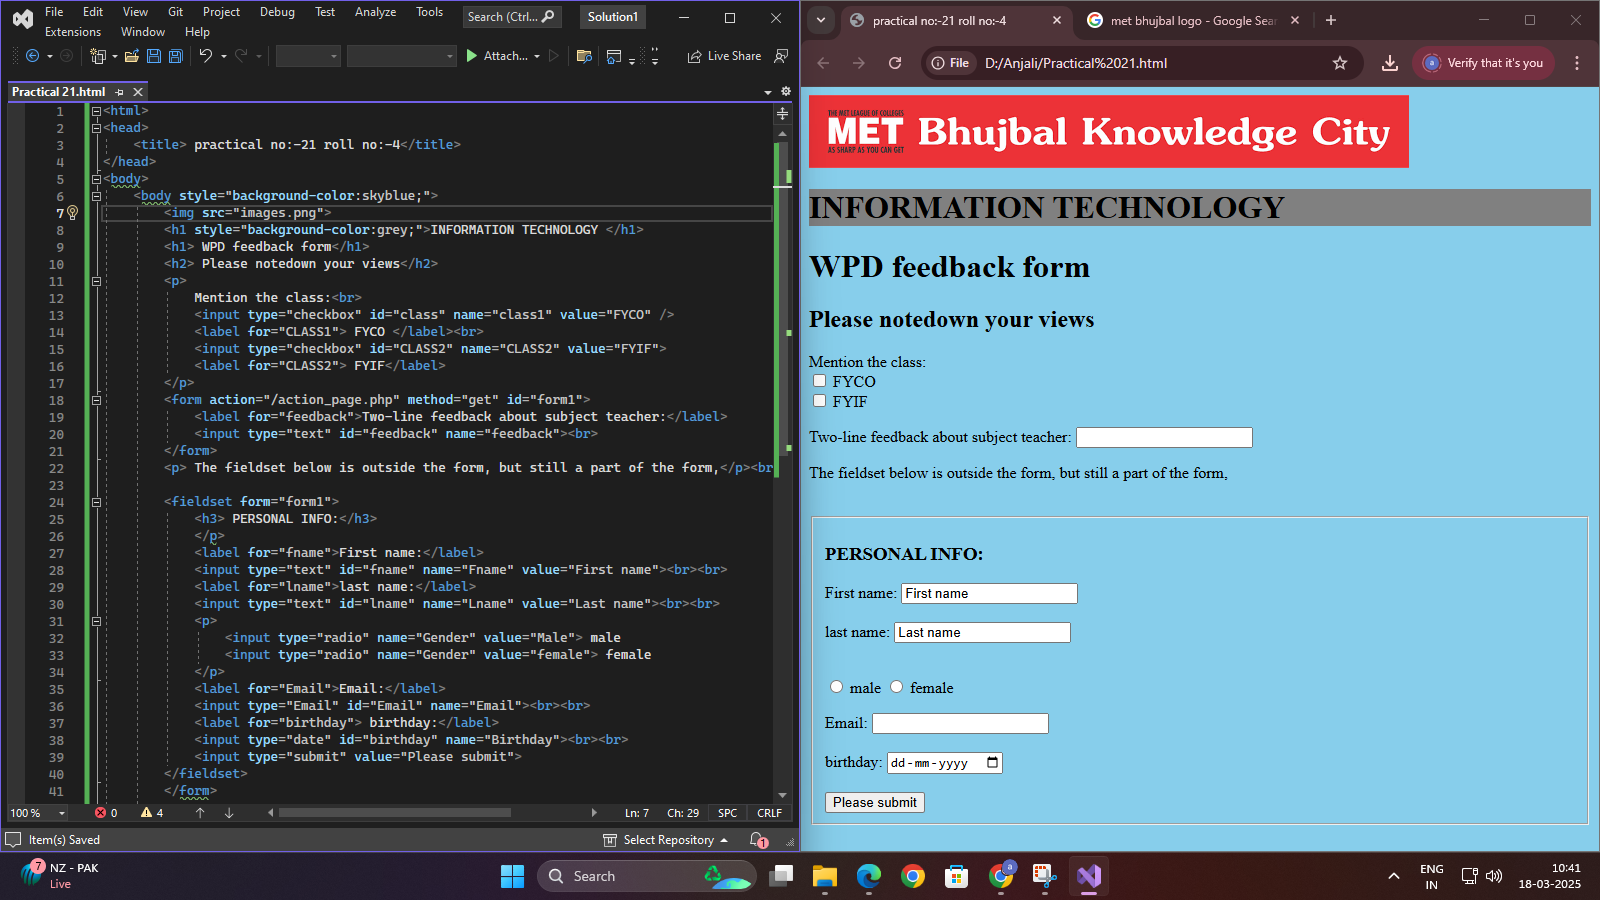 File Edit View Git Project Debug Test Analyze Tools Search (Ctrl... Solution1
Extensions Window Help
Attach... Live Share
Practical 21.html
1 <html>
2 <head>
3 <title> practical no:-21 roll no:-4</title>
4 </head>
5 <body>
6 <body style="background-color:skyblue;">
7 <img src="images.png">
8 <h1 style="background-color:grey;">INFORMATION TECHNOLOGY </h1>
9 <h1> WPD feedback form</h1>
10 <h2> Please notedown your views</h2>
11 <p>
12 Mention the class:<br>
13 <input type="checkbox" id="class" name="class1" value="FYCO" />
14 <label for="CLASS1"> FYCO </label><br>
15 <input type="checkbox" id="CLASS2" name="CLASS2" value="FYIF">
16 <label for="CLASS2"> FYIF</label>
17 </p>
18 <form action="/action_page.php" method="get" id="form1">
19 <label for="feedback">Two-line feedback about subject teacher:</label>
20 <input type="text" id="feedback" name="feedback"><br>
21 </form>
22 <p> The fieldset below is outside the form, but still a part of the form,</p><br
23
24 <fieldset form="form1">
25 <h3> PERSONAL INFO:</h3>
26 </p>
27 <label for="fname">First name:</label>
28 <input type="text" id="fname" name="Fname" value="First name"><br><br>
29 <label for="lname">last name:</label>
30 <input type="text" id="lname" name="Lname" value="Last name"><br><br>
31 <p>
32 <input type="radio" name="Gender" value="Male"> male
33 <input type="radio" name="Gender" value="female"> female
34 </p>
35 <label for="Email">Email:</label>
36 <input type="Email" id="Email" name="Email"><br><br>
37 <label for="birthday"> birthday:</label>
38 <input type="date" id="birthday" name="Birthday"><br><br>
39 <input type="submit" value="Please submit">
40 </fieldset>
41 </form>
100 % 0 4 Ln: 7 Ch: 29 SPC CRLF
Item(s) Saved Select Repository 1
practical no:-21 roll no:-4 met bhujbal logo - Google Sear
File D:/Anjali/Practical%2021.html a Verify that it's you
THE MET LEAGUE OF COLLEGES
MET Bhujbal Knowledge City
AS SHARP AS YOU CAN GET
INFORMATION TECHNOLOGY
WPD feedback form
Please notedown your views
Mention the class:
FYCO
FYIF
Two-line feedback about subject teacher:
The fieldset below is outside the form, but still a part of the form,
PERSONAL INFO:
First name: First name
last name: Last name
male female
Email:
birthday: dd-mm-yyyy
Please submit
7 NZ - PAK
Live
Search
a
ENG
IN
10:41
18-03-2025